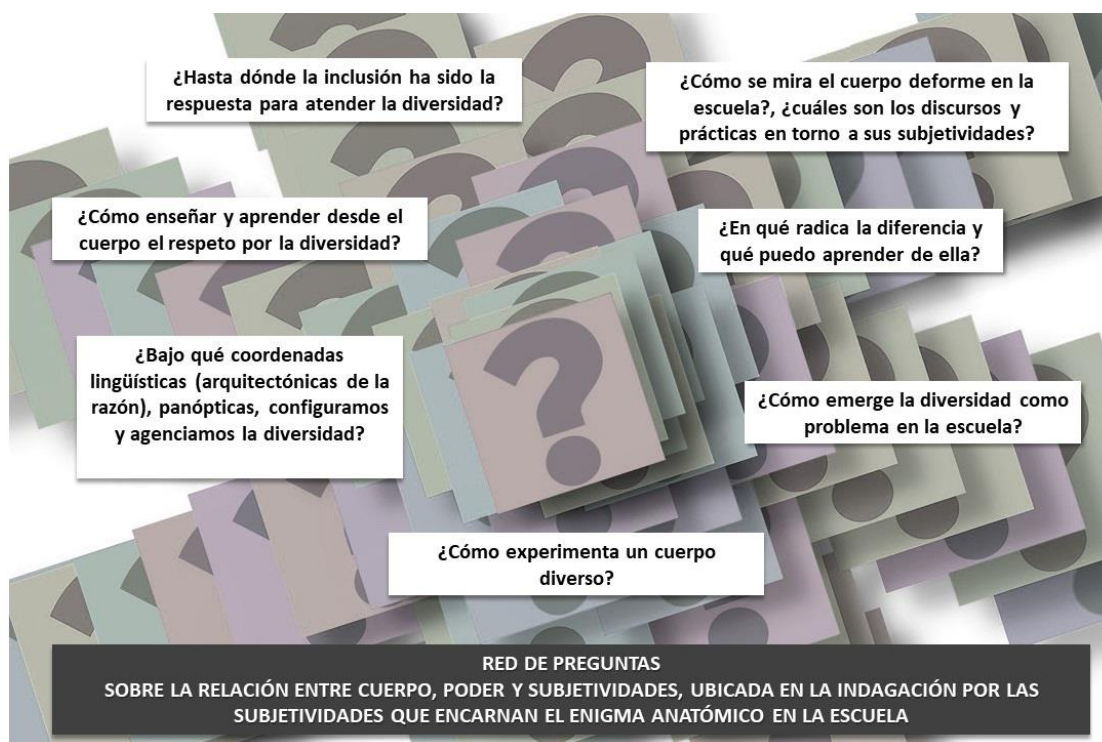 ¿Hasta dónde la inclusión ha sido la
respuesta para atender la diversidad?
¿Cómo se mira el cuerpo deforme en la
escuela?, ¿cuáles son los discursos y
prácticas en torno a sus subjetividades?
¿Cómo enseñar y aprender desde el
cuerpo el respeto por la diversidad?
¿En qué radica la diferencia y
qué puedo aprender de ella?
¿Bajo qué coordenadas
lingüísticas (arquitectónicas de la
razón), panópticas, configuramos
y agenciamos la diversidad?
¿Cómo emerge la diversidad como
problema en la escuela?
?
¿Cómo experimenta un cuerpo
diverso?
RED DE PREGUNTAS
SOBRE LA RELACIÓN ENTRE CUERPO, PODER Y SUBJETIVIDADES, UBICADA EN LA INDAGACIÓN POR LAS
SUBJETIVIDADES QUE ENCARNAN EL ENIGMA ANATÓMICO EN LA ESCUELA